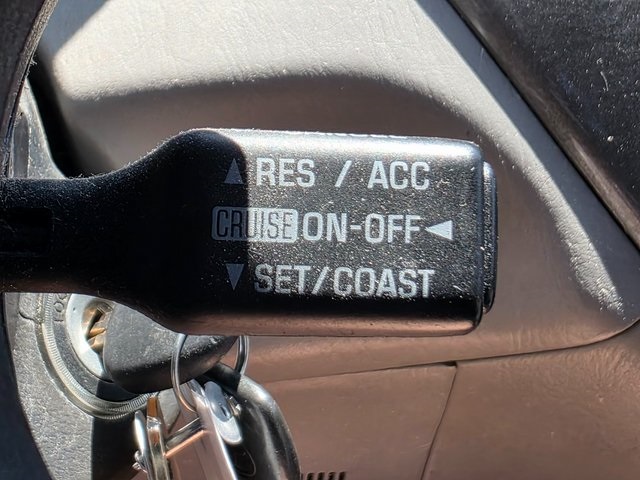 ▲ RES / ACC
CRUISE ON-OFF ◀
▼ SET/COAST